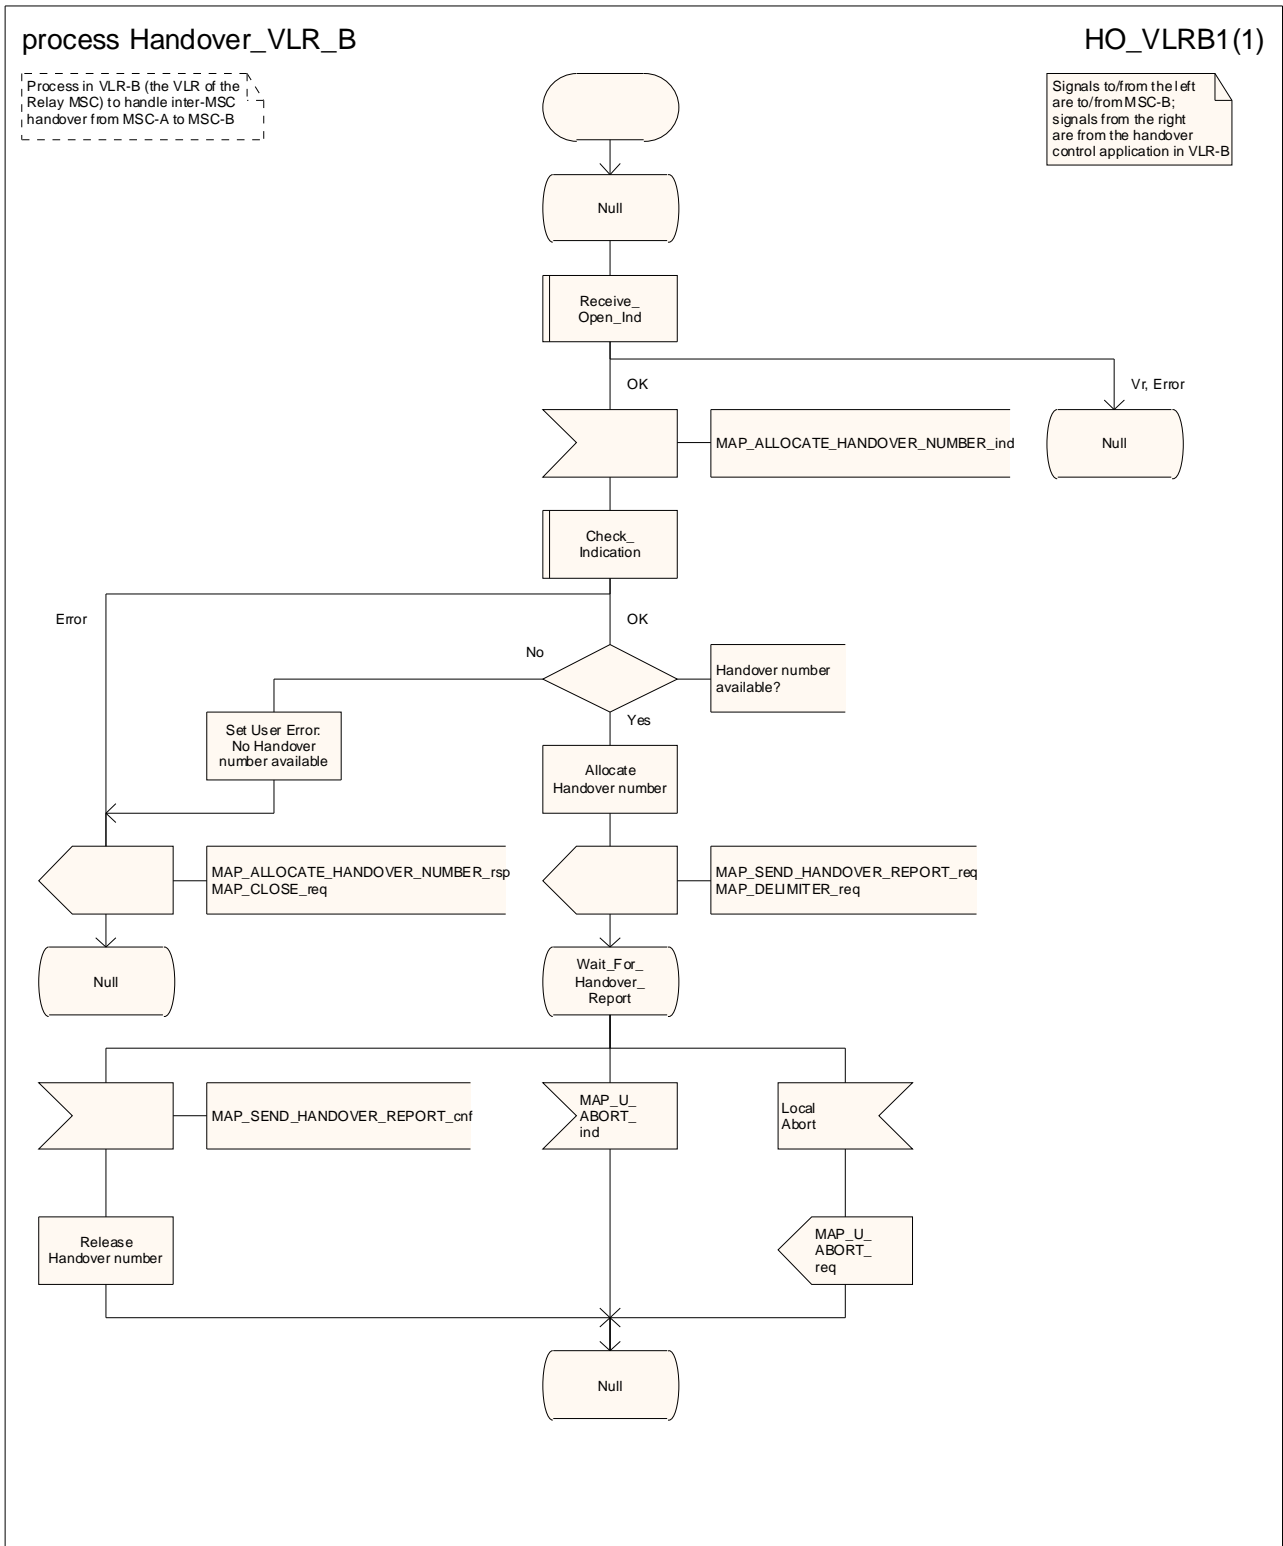 process Handover_VLR_B
HO_VLRB1(1)
Process in VLR-B (the VLR of the
Relay MSC) to handle inter-MSC
handover from MSC-A to MSC-B
Signals to/from the left
are to/from MSC-B;
signals from the right
are from the handover
control application in VLR-B
Null
Receive_
Open_Ind
OK
Vr, Error
MAP_ALLOCATE_HANDOVER_NUMBER_ind
Null
Check_
Indication
Error
OK
No
Handover number
available?
Yes
Set User Error:
No Handover
number available
Allocate
Handover number
MAP_ALLOCATE_HANDOVER_NUMBER_rsp
MAP_CLOSE_req
MAP_SEND_HANDOVER_REPORT_req
MAP_DELIMITER_req
Null
Wait_For_
Handover_
Report
MAP_SEND_HANDOVER_REPORT_cnf
MAP_U_
ABORT_
ind
Local
Abort
Release
Handover number
MAP_U_
ABORT_
req
Null